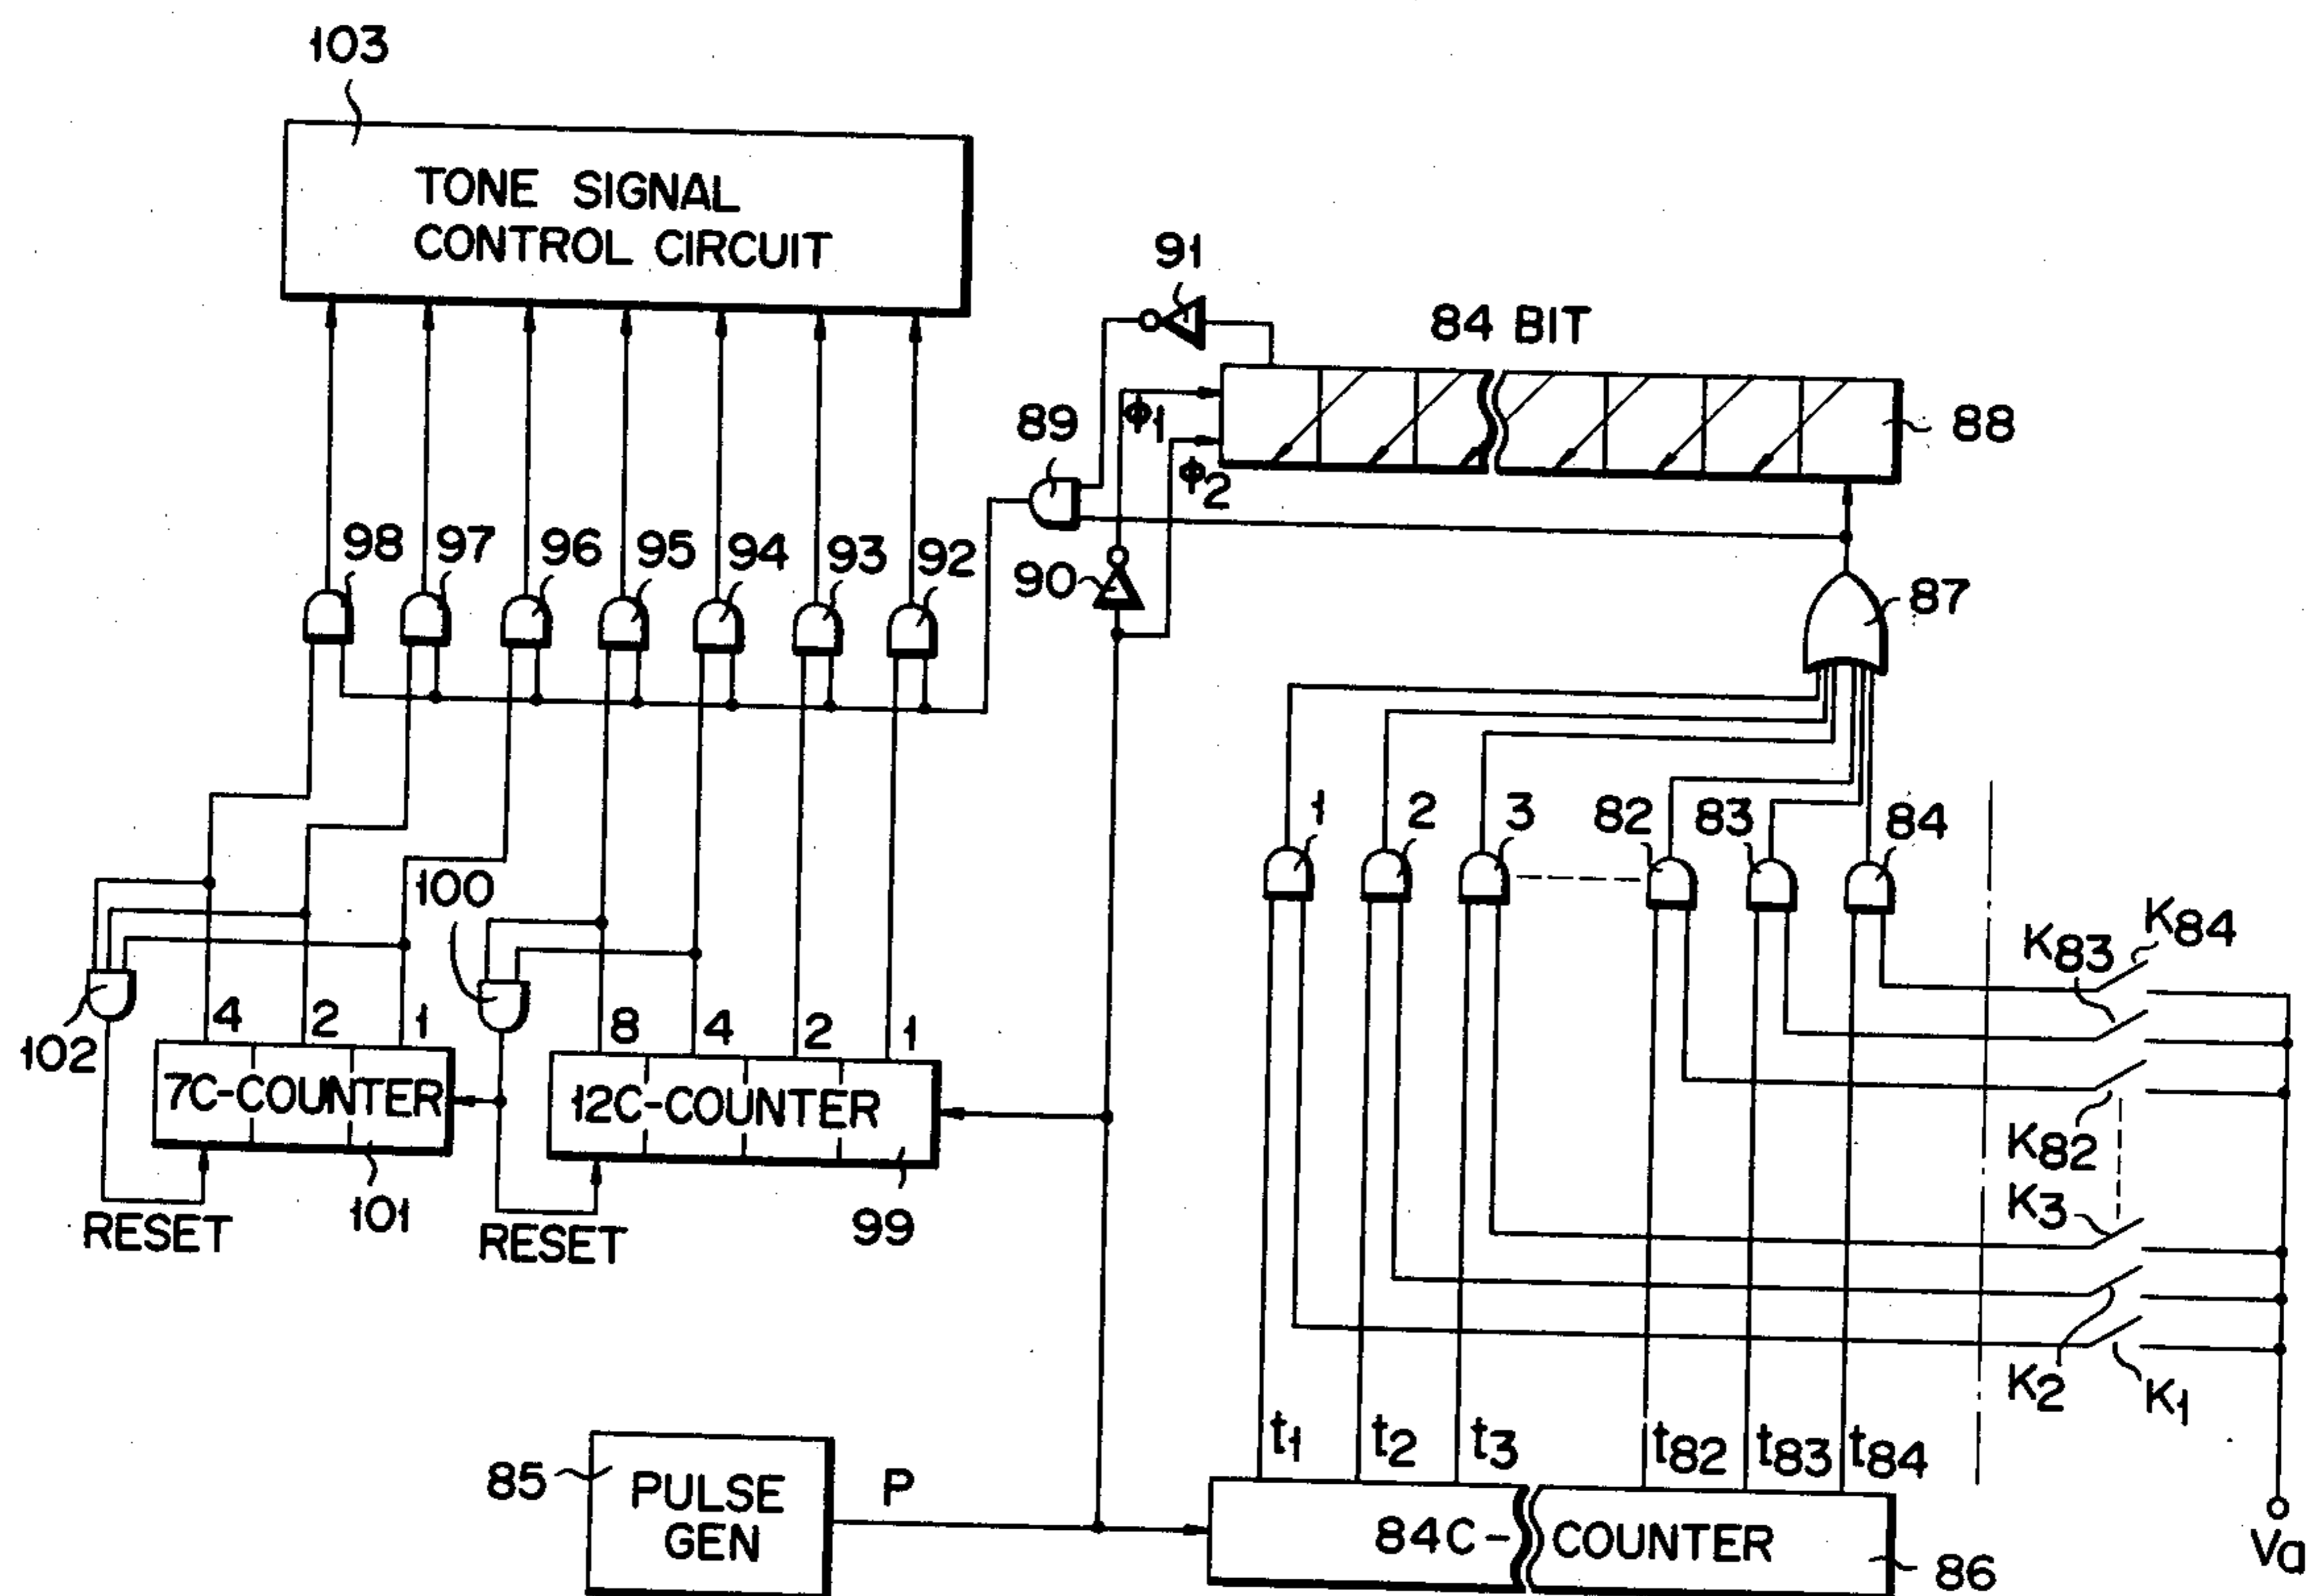 103
TONE SIGNAL
CONTROL CIRCUIT
91
84 BIT
89
Φ1
88
Φ2
98 97 96 95 94 93 92
90
87
1 2 3 82 83 84
100
K83 K84
102
4 2 1
8 4 2 1
7C-COUNTER
12C-COUNTER
K82
K3
RESET
101
RESET
99
K2 K1
t1 t2 t3 t82 t83 t84
85
PULSE
GEN
P
84C- COUNTER
86
Va